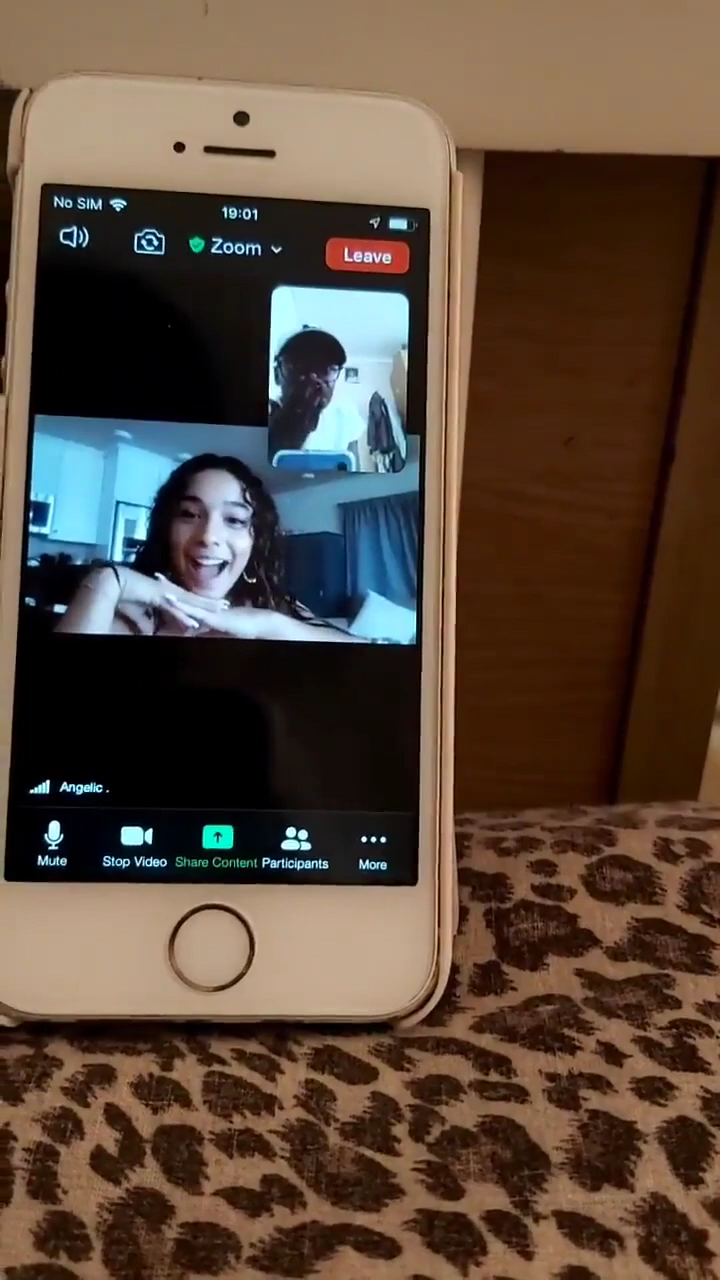 No SIM 19:01
Zoom Leave
Angelic .
Mute Stop Video Share Content Participants More